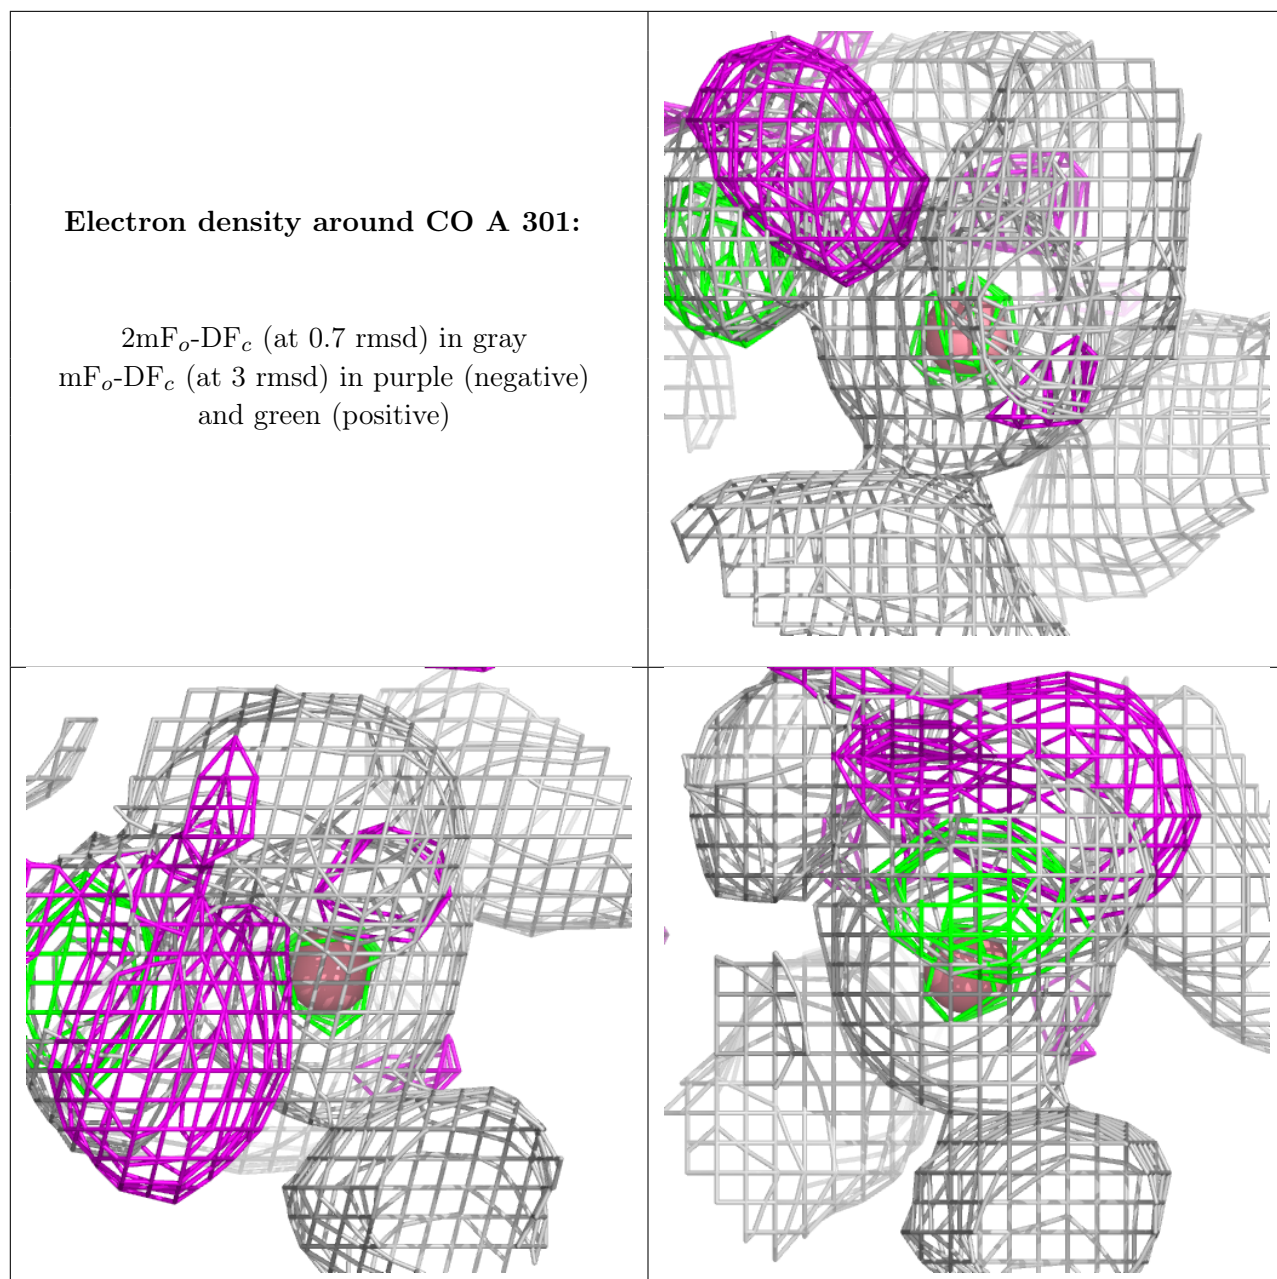 Electron density around CO A 301:
2mFo-DFc (at 0.7 rmsd) in gray
mFo-DFc (at 3 rmsd) in purple (negative)
and green (positive)